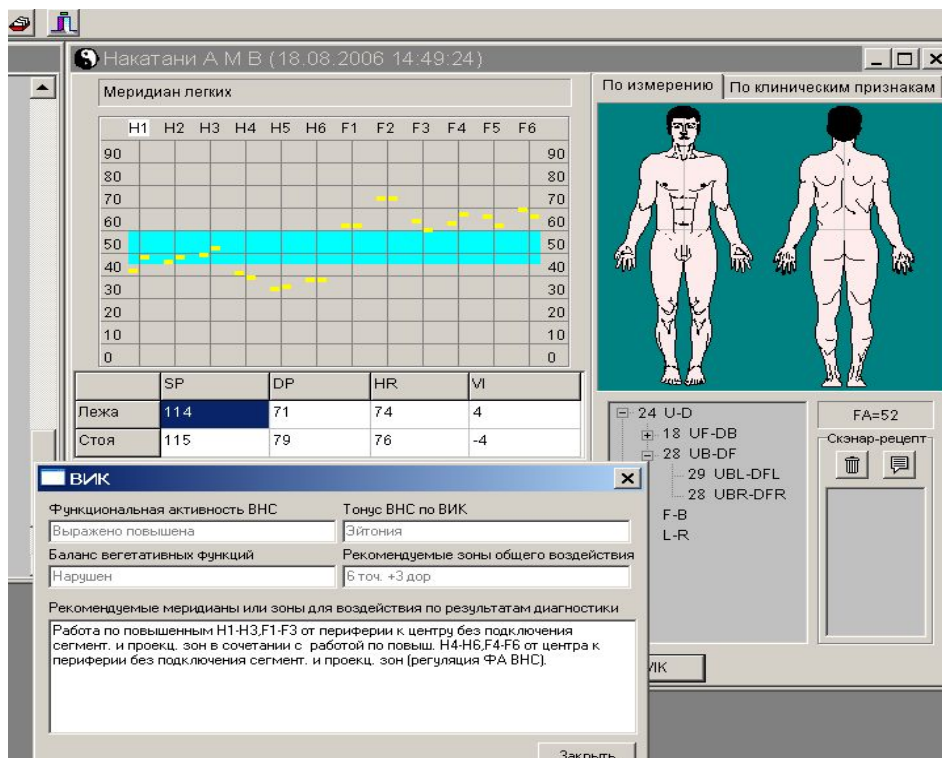 Накатани А М В (18.08.2006 14:49:24)
Меридиан легких
H1 H2 H3 H4 H5 H6 F1 F2 F3 F4 F5 F6
90 90
80 80
70 70
60 60
50 50
40 40
30 30
20 20
10 10
0 0
SP DP HR VI
Лежа 114 71 74 4
Стоя 115 79 76 -4
По измерению По клиническим признакам
24 U-D
18 UF-DB
28 UB-DF
29 UBL-DFL
28 UBR-DFR
F-B
L-R
FA=52
Скэнар-рецепт
ВИК
Функциональная активность ВНС Тонус ВНС по ВИК
Выражено повышена Эйтония
Баланс вегетативных функций Рекомендуемые зоны общего воздействия
Нарушен 6 точ. +3 дор
Рекомендуемые меридианы или зоны для воздействия по результатам диагностики
Работа по повышенным H1-H3,F1-F3 от периферии к центру без подключения
сегмент. и проекц. зон в сочетании с работой по повыш. H4-H6,F4-F6 от центра к
периферии без подключения сегмент. и проекц. зон (регуляция ФА ВНС).
Закрыть